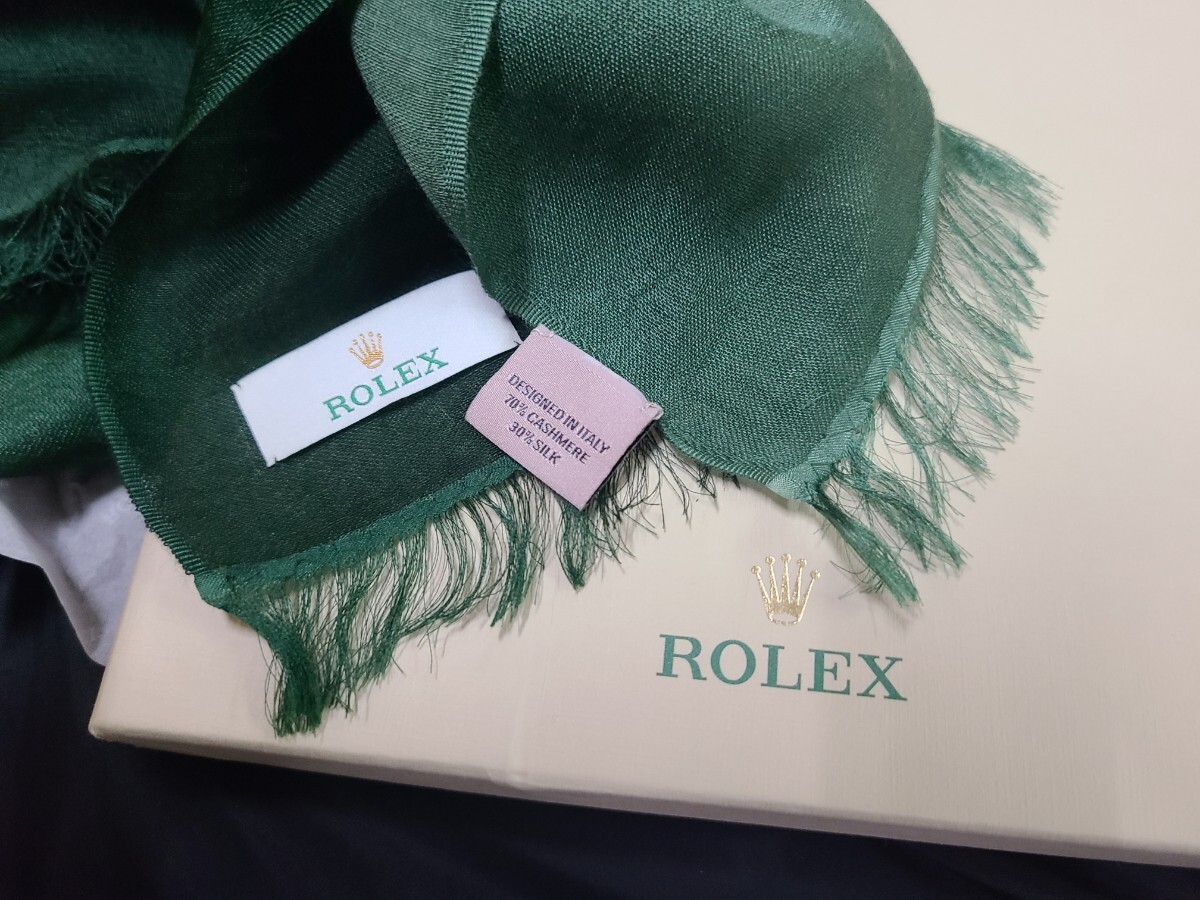 ROLEX
DESIGNED IN ITALY
70% CASHMERE
30% SILK
ROLEX